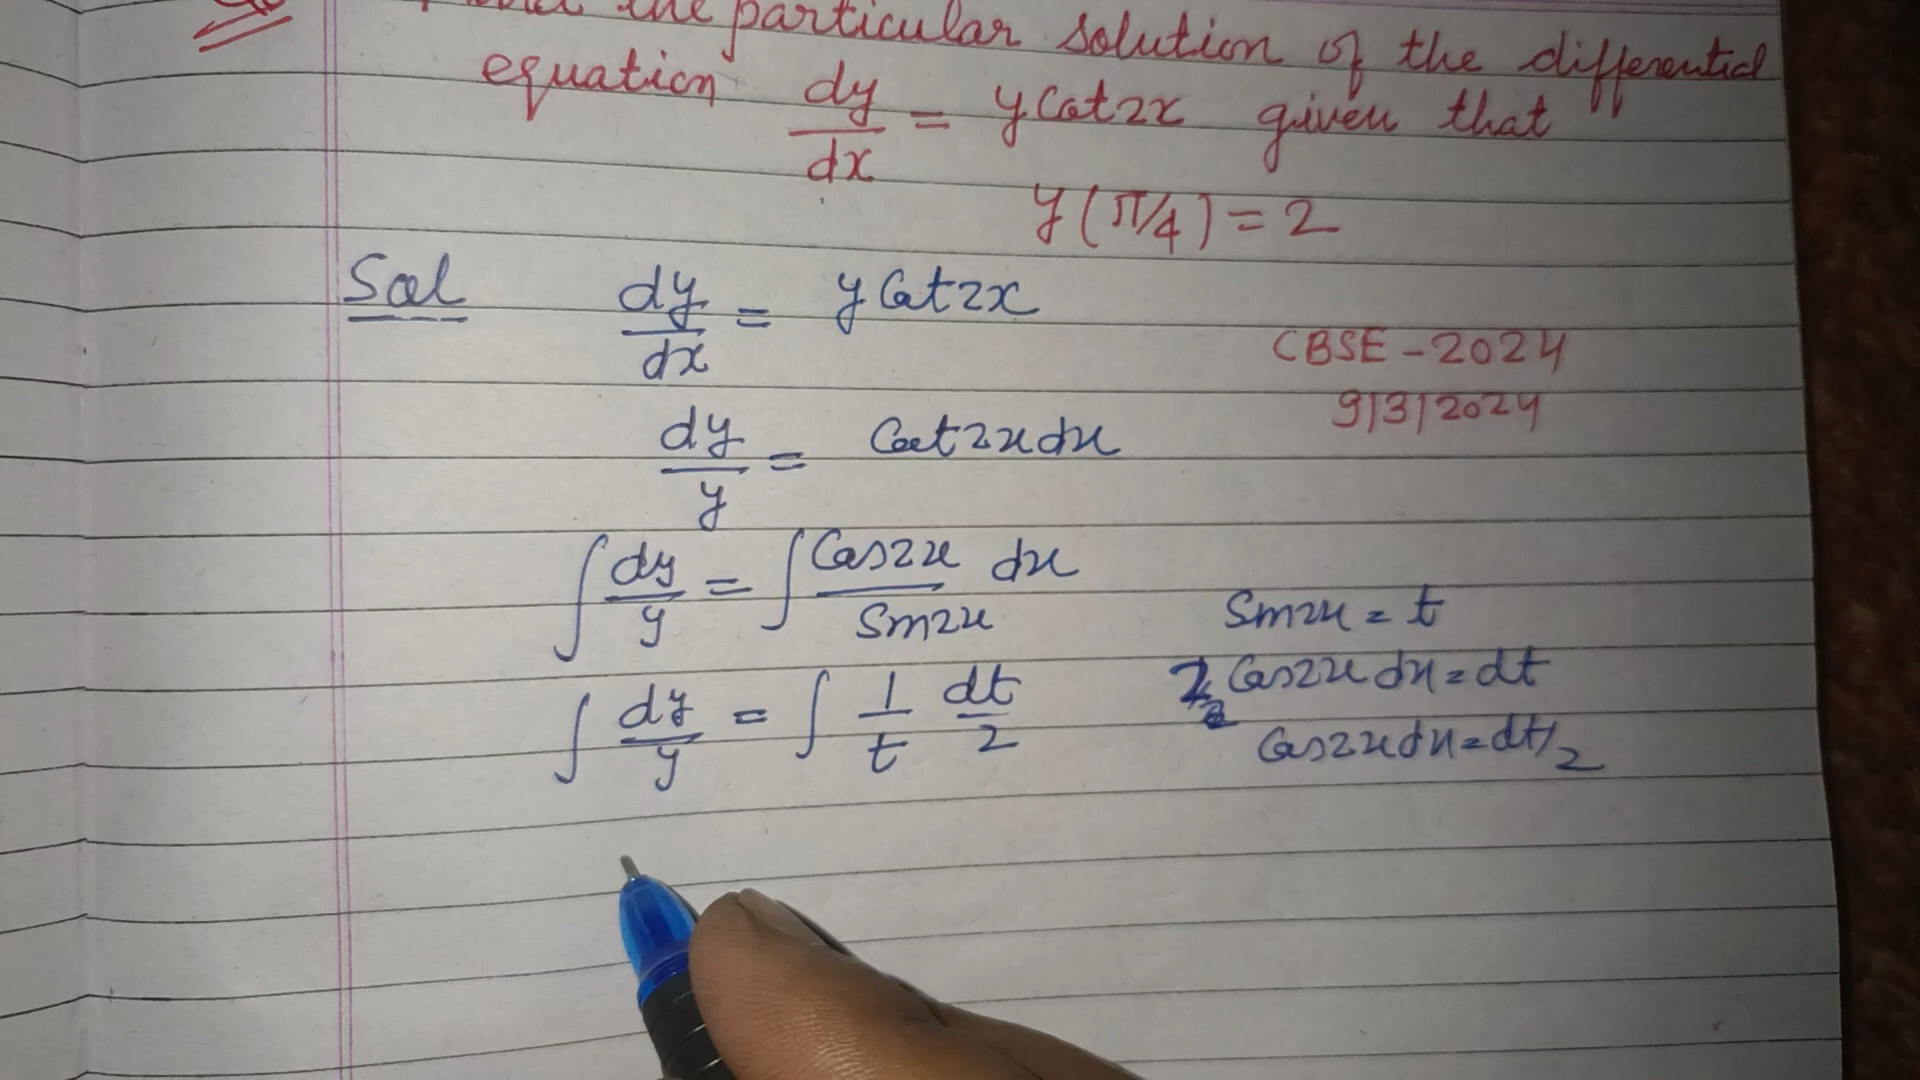 the particular solution of the differential
equation dy/dx = y Cot2x given that
y(π/4) = 2
Sol dy/dx = y Cot2x
CBSE - 2024
dy/y = Cot2x dx
9/3/2024
∫ dy/y = ∫ Cos2x/Sin2x dx
Sin2x = t
∫ dy/y = ∫ 1/t dt/2
2 Cos2x dx = dt
Cos2x dx = dt/2